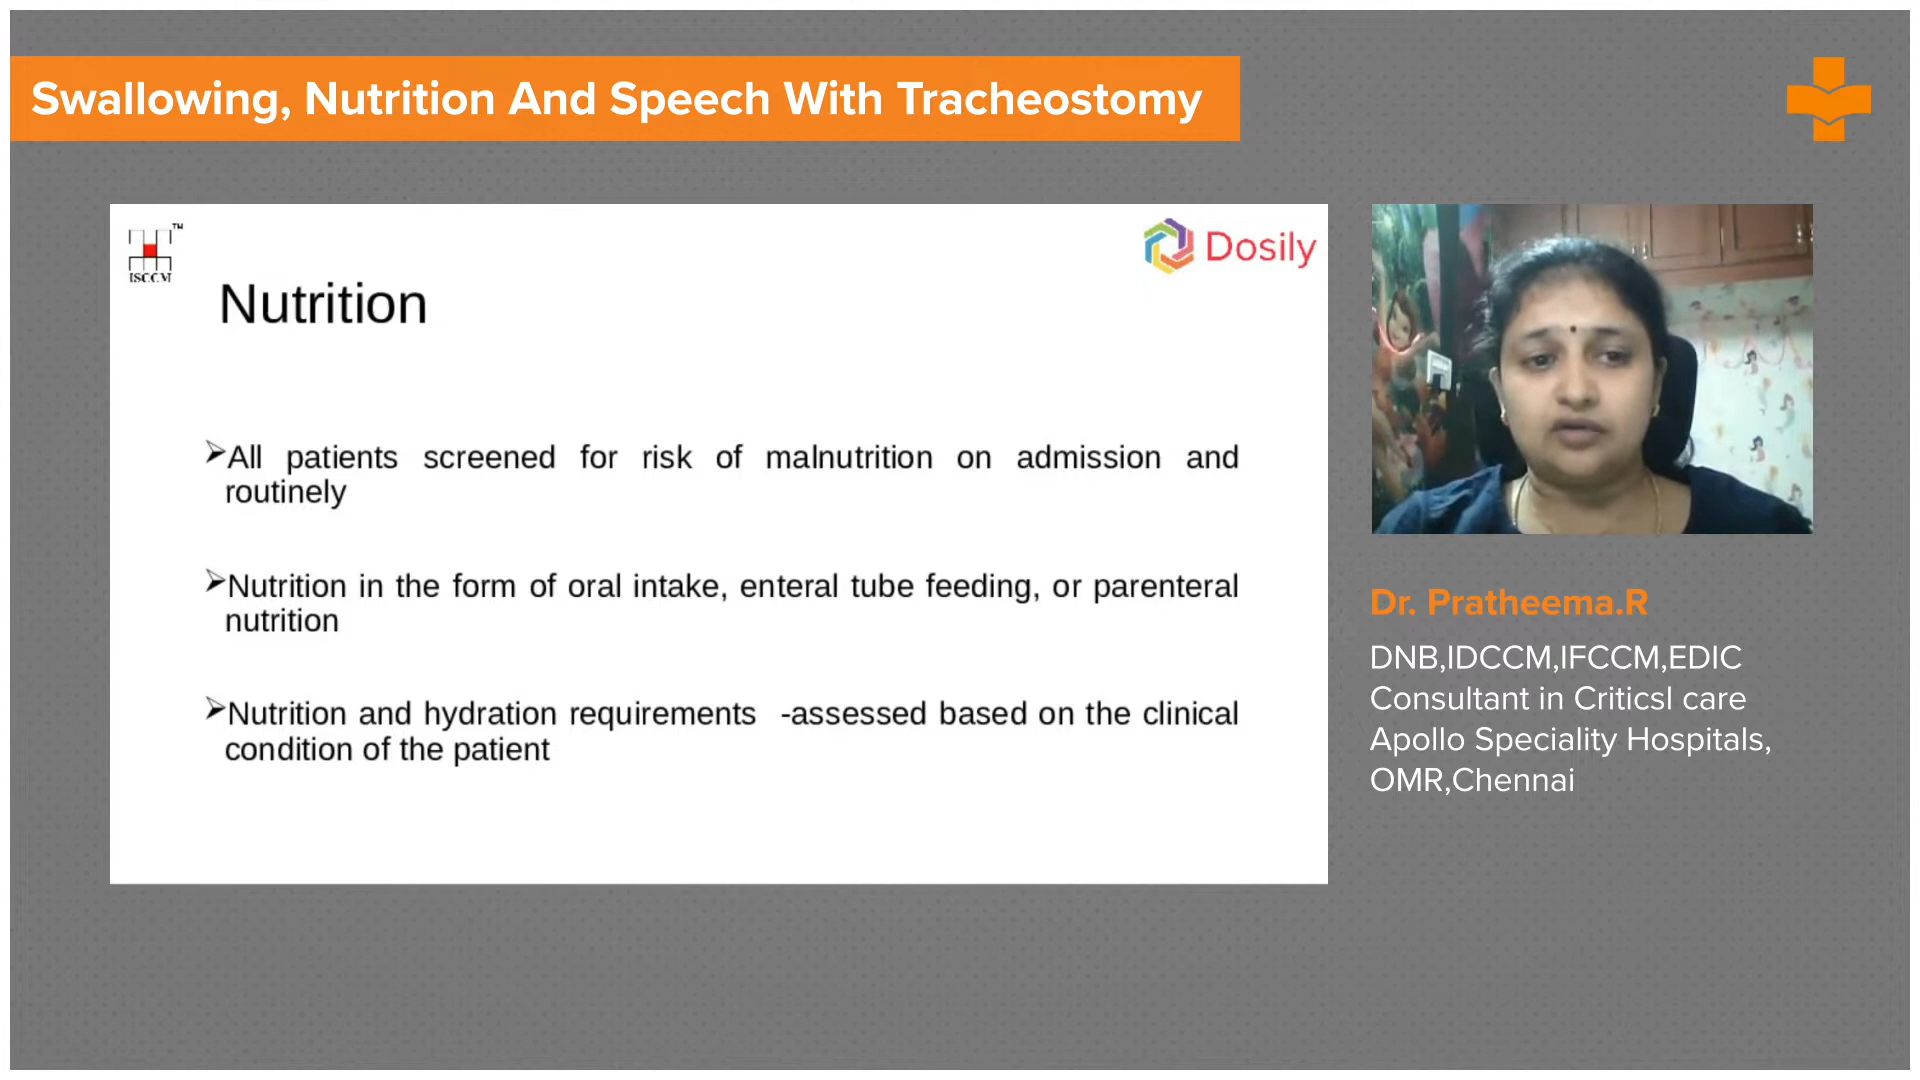 Swallowing, Nutrition And Speech With Tracheostomy
TM
ISCCM
Dosily
Nutrition
➢All patients screened for risk of malnutrition on admission and
routinely
➢Nutrition in the form of oral intake, enteral tube feeding, or parenteral
nutrition
➢Nutrition and hydration requirements -assessed based on the clinical
condition of the patient
Dr. Pratheema.R
DNB,IDCCM,IFCCM,EDIC
Consultant in Criticsl care
Apollo Speciality Hospitals,
OMR,Chennai